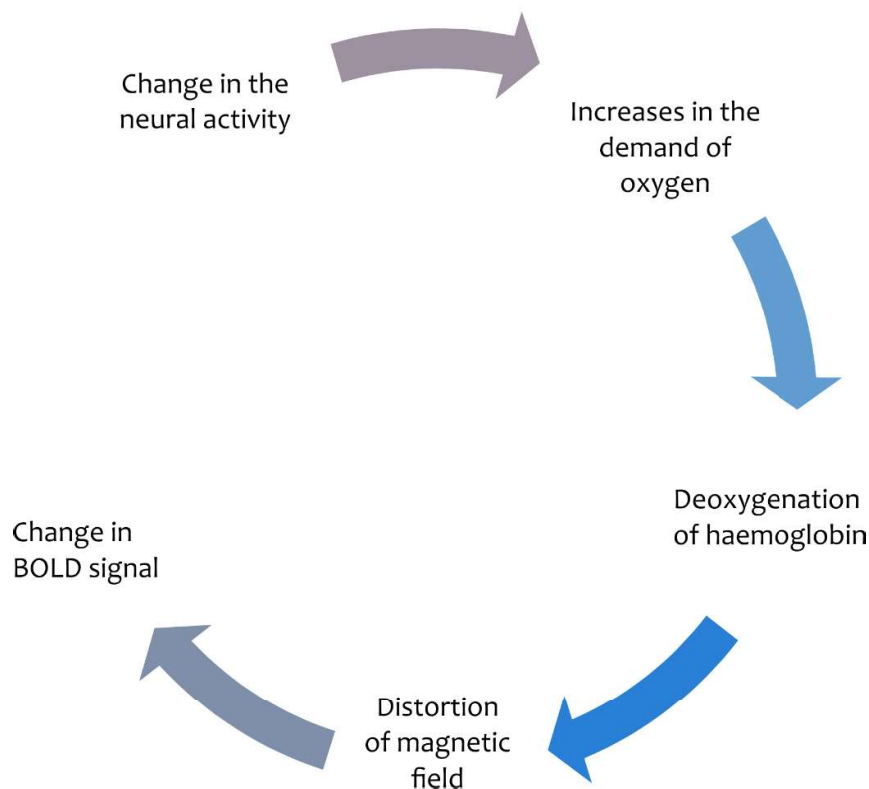 Change in the
neural activity
Increases in the
demand of
oxygen
Deoxygenation
of haemoglobin
Distortion
of magnetic
field
Change in
BOLD signal